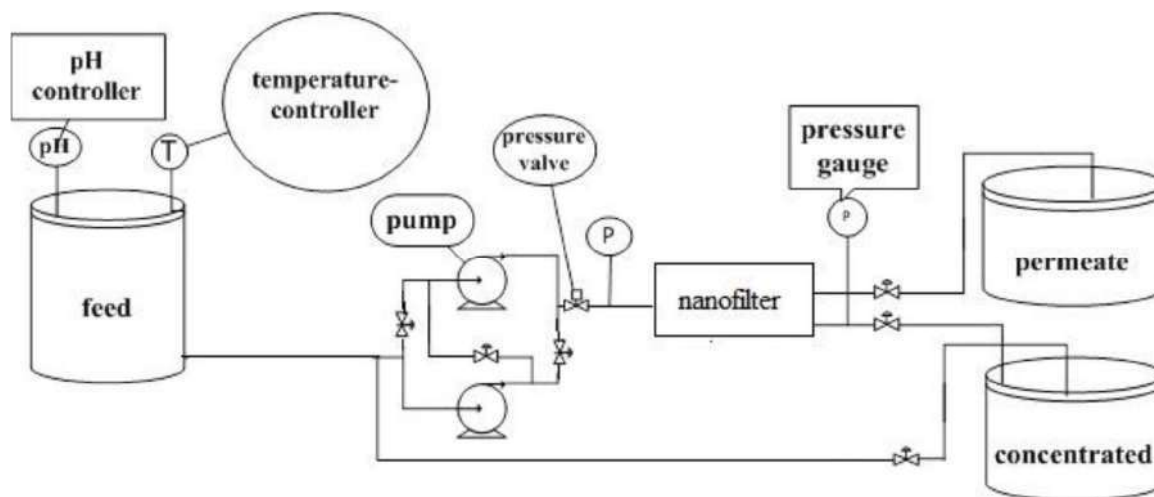 pH
controller
temperature-
controller
pH
T
pressure
valve
pressure
gauge
pump
P
P
feed
nanofilter
permeate
concentrated